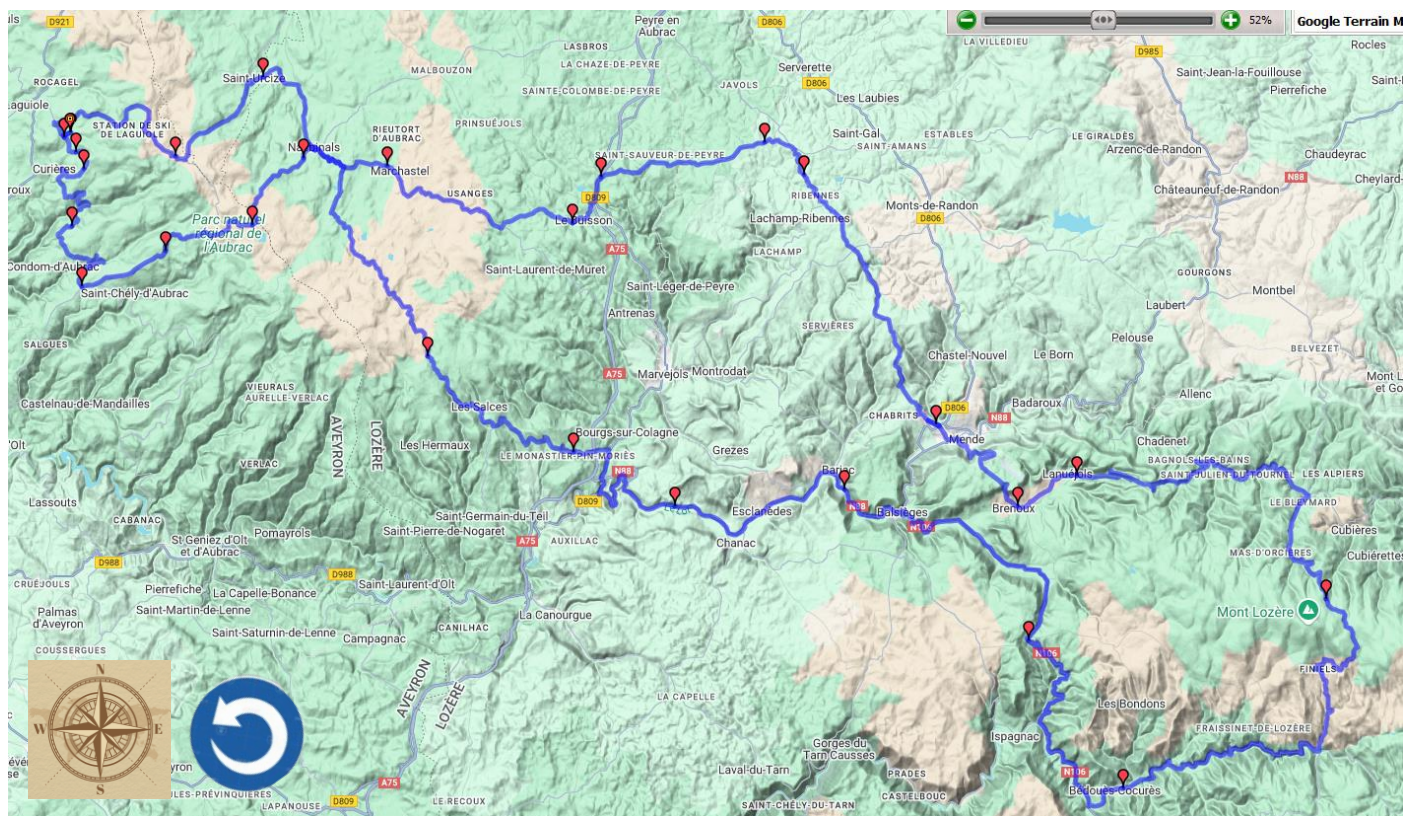 D921
Peyre en
Aubrac
D806
52%
Google Terrain M
LA VILLEDIEU
Rocles
LASBROS
LA CHAZE-DE-PEYRE
D985
Serverette
Saint-Jean-la-Fouillouse
Pierrefiche
Saint-
ROCAGEL
Saint-Urcize
MALBOUZON
SAINTE-COLOMBE-DE-PEYRE
JAVOLS
D806
Les Laubies
Laguiole
STATION DE SKI
DE LAGUIOLE
RIEUTORT
D'AUBRAC
PRINSUÉJOLS
Saint-Gal
SAINT-AMANS
ESTABLES
LE GIRALDÈS
Arzenc-de-Randon
Chaudeyrac
Nasbinals
SAINT-SAUVEUR-DE-PEYRE
Curières
Marchastel
USANGES
D809
RIBENNES
N88
Cheylard-
Châteauneuf-de-Randon
Monts-de-Randon
D806
Parc naturel
régional de
l'Aubrac
Le Buisson
Lachamp-Ribennes
A75
LACHAMP
Condom-d'Aubrac
Saint-Laurent-de-Muret
Saint-Léger-de-Peyre
GOURGONS
Saint-Chély-d'Aubrac
Montbel
Antrenas
Laubert
SALGUES
SERVIÈRES
Pelouse
BELVEZET
Chastel-Nouvel
Le Born
A75
Marvejols
Montrodat
Mont L
et Go
VIEURALS
AURELLE-VERLAC
Allenc
Castelnau-de-Mandailles
Les Salces
CHABRITS
D806
Badaroux
N88
AVEYRON
LOZÈRE
D'Olt
Les Hermaux
Bourgs-sur-Colagne
Mende
Chadenet
LE MONASTIER-PIN-MORIÈS
Grezes
BAGNOLS-LES-BAINS
VERLAC
N88
Barjac
Lanuéjols
SAINT-JULIEN-DU-TOURNEL
LES ALPIERS
Lassouts
D809
LE BLEYMARD
CABANAC
Saint-Germain-du-Teil
Esclanèdes
N88
Balsièges
Brenoux
Pomayrols
Saint-Pierre-de-Nogaret
Cubières
St Geniez d'Olt
et d'Aubrac
A75
AUXILLAC
Chanac
N106
MAS-D'ORCIÈRES
Cubiérettes
D988
D988
CRUÉJOULS
Pierrefiche
La Capelle-Bonance
Saint-Laurent-d'Olt
Palmas
d'Aveyron
Saint-Martin-de-Lenne
La Canourgue
Mont Lozère
Saint-Saturnin-de-Lenne
Campagnac
CANILHAC
COUSSERGUES
N106
AVEYRON
LOZÈRE
FINIELS
LA CAPELLE
Les Bondons
FRAISSINET-DE-LOZÈRE
N
W
E
S
Ispagnac
Gorges du
Tarn Causses
Laval-du-Tarn
PRADES
N106
CASTELBOUC
Bédouès-Cocurès
A75
D809
LAPANOUSE
LE RECOUX
SAINT-CHÉLY-DU-TARN